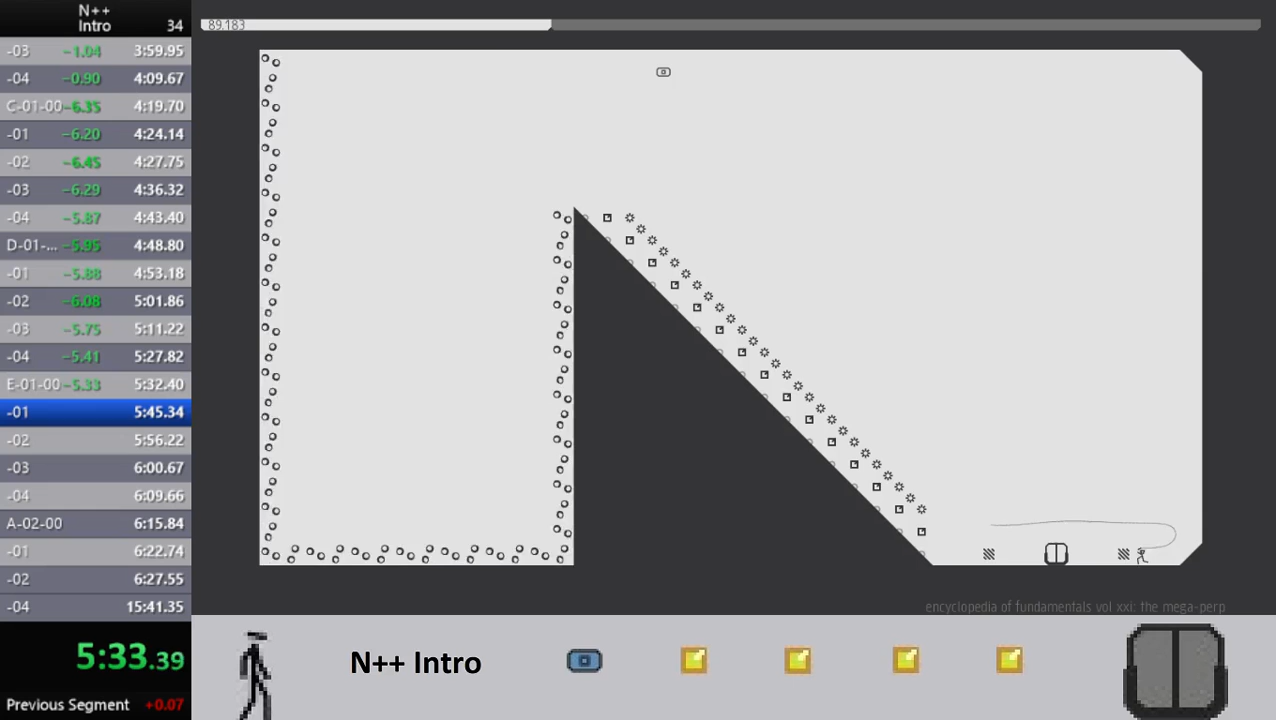 N++
Intro 34
-03 -1.04 3:59.95
-04 -0.90 4:09.67
C-01-00 -6.35 4:19.70
-01 -6.20 4:24.14
-02 -6.45 4:27.75
-03 -6.29 4:36.32
-04 -5.87 4:43.40
D-01-... -5.95 4:48.80
-01 -5.88 4:53.18
-02 -6.08 5:01.86
-03 -5.75 5:11.22
-04 -5.41 5:27.82
E-01-00 -5.33 5:32.40
-01 5:45.34
-02 5:56.22
-03 6:00.67
-04 6:09.66
A-02-00 6:15.84
-01 6:22.74
-02 6:27.55
-04 15:41.35
5:33.39
Previous Segment +0.07
89.183
encyclopedia of fundamentals vol xxi: the mega-perp
N++ Intro